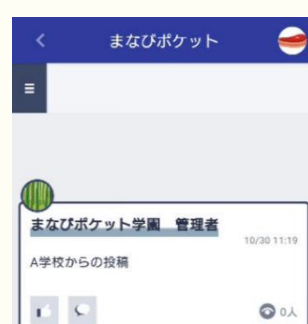 まなびポケット
まなびポケット学園 管理者
10/30 11:19
A学校からの投稿
0人